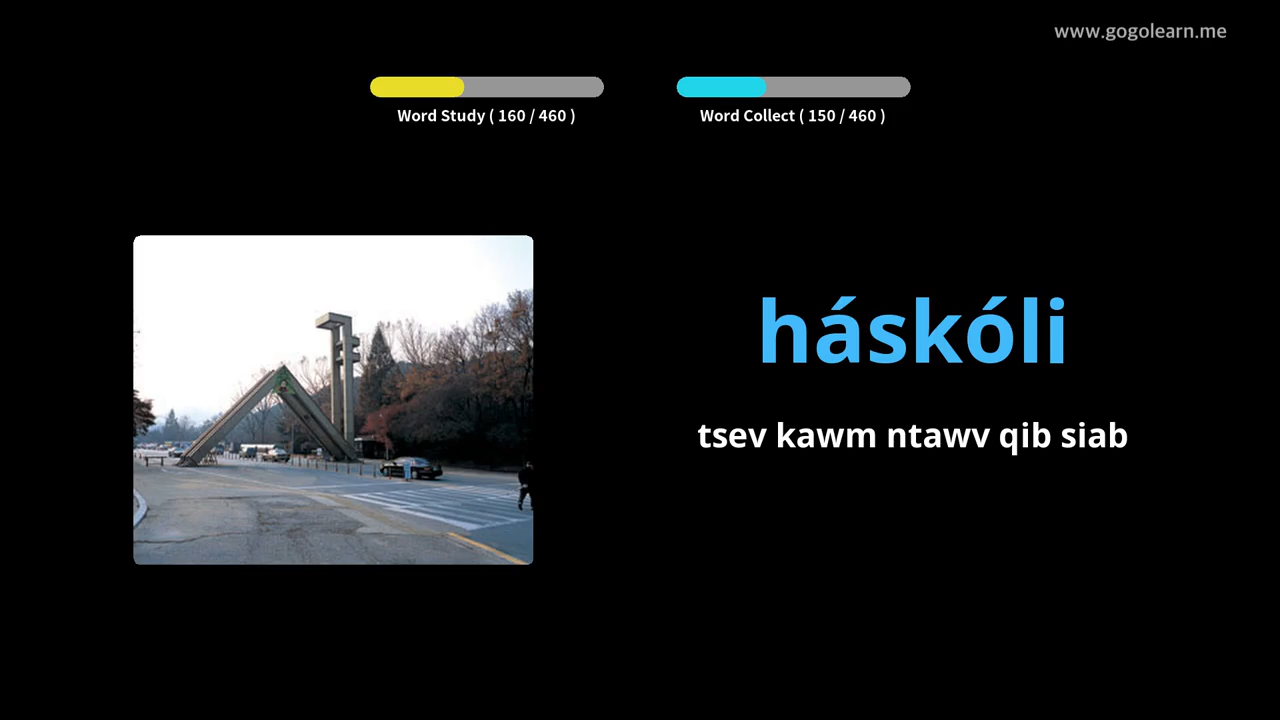 www.gogolearn.me
Word Study ( 160 / 460 )
Word Collect ( 150 / 460 )
háskóli
tsev kawm ntawv qib siab